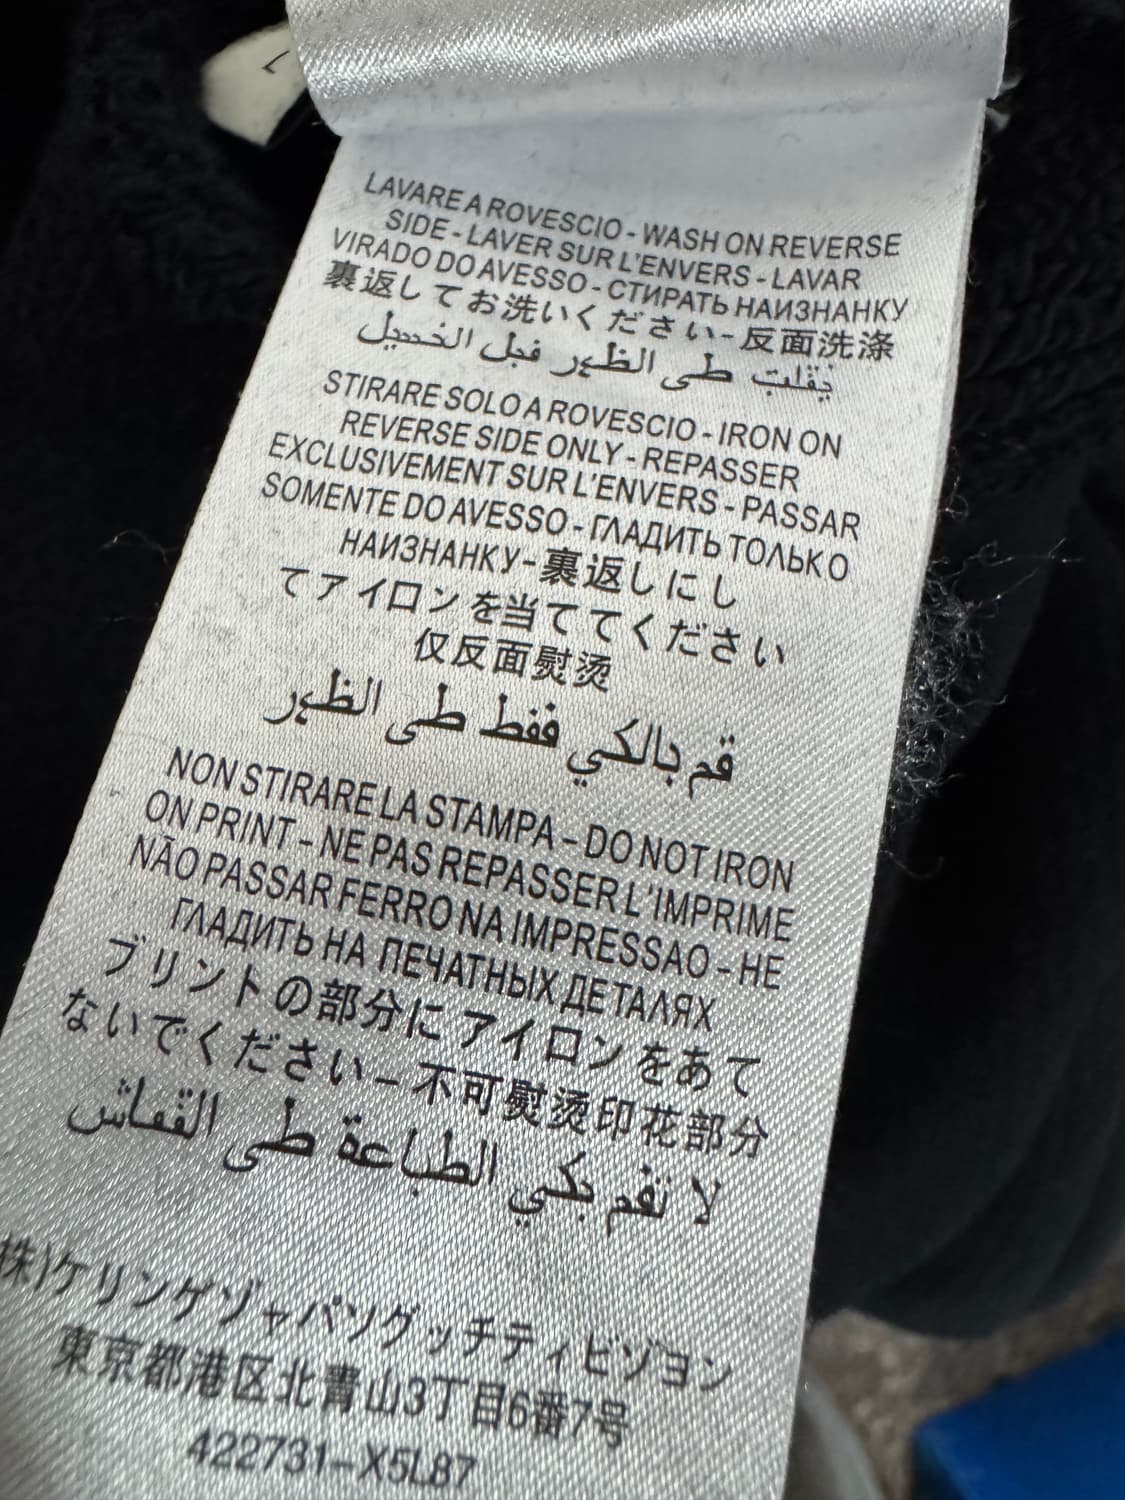 LAVARE A ROVESCIO - WASH ON REVERSE
SIDE - LAVER SUR L'ENVERS - LAVAR
VIRADO DO AVESSO - СТИРАТЬ НАИЗНАНКУ
裏返してお洗いください-反面洗涤
تقلب طى الظهر قبل الغسيل
STIRARE SOLO A ROVESCIO - IRON ON
REVERSE SIDE ONLY - REPASSER
EXCLUSIVEMENT SUR L'ENVERS - PASSAR
SOMENTE DO AVESSO - ГЛАДИТЬ ТОЛЬКО
НАИЗНАНКУ-裏返しにし
てアイロンを当ててください
仅反面熨烫
قم بالكي فقط طى الظهر
NON STIRARE LA STAMPA – DO NOT IRON
ON PRINT – NE PAS REPASSER L'IMPRIME
NÃO PASSAR FERRO NA IMPRESSAO – НЕ
ГЛАДИТЬ НА ПЕЧАТНЫХ ДЕТАЛЯХ
プリントの部分にアイロンをあて
ないでください – 不可熨烫印花部分
لا تقم بكي الطباعة طى القماش
株)ケリンゲジャパソグッチティビジョン
東京都港区北青山3丁目6番7号
422731-X5L87